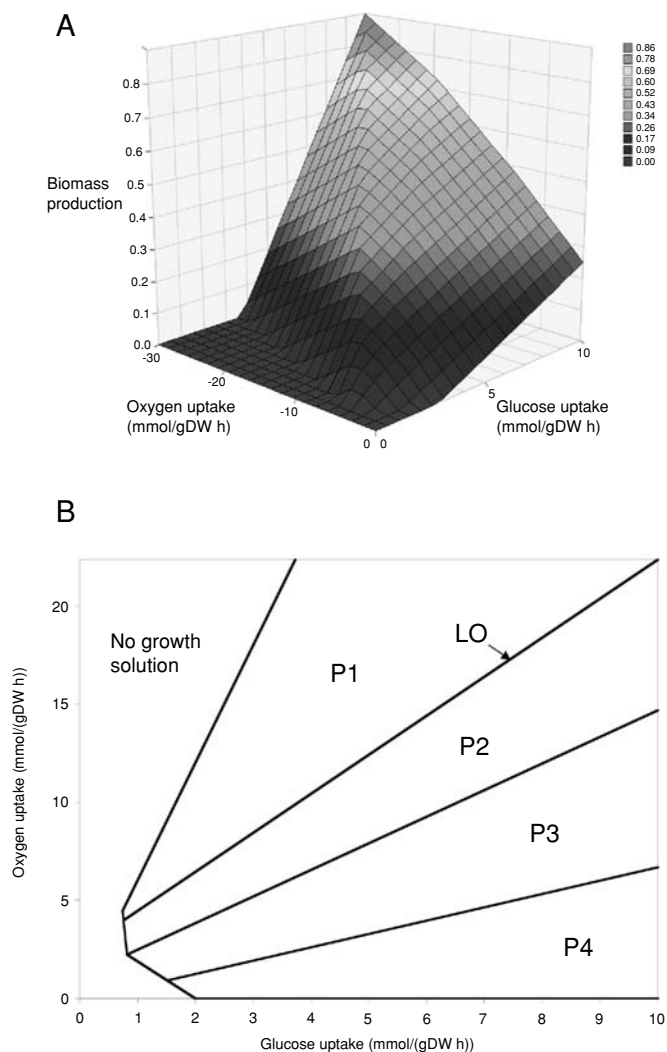 A
0.8
0.7
0.6
0.5
0.4
0.3
0.2
0.1
0.0
Biomass
production
0.86
0.78
0.69
0.60
0.52
0.43
0.34
0.26
0.17
0.09
0.00
-30
-20
-10
0
0
5
10
Oxygen uptake
(mmol/gDW h)
Glucose uptake
(mmol/gDW h)
B
20
15
10
5
0
Oxygen uptake (mmol/(gDW h))
No growth
solution
P1
LO
P2
P3
P4
0 1 2 3 4 5 6 7 8 9 10
Glucose uptake (mmol/(gDW h))